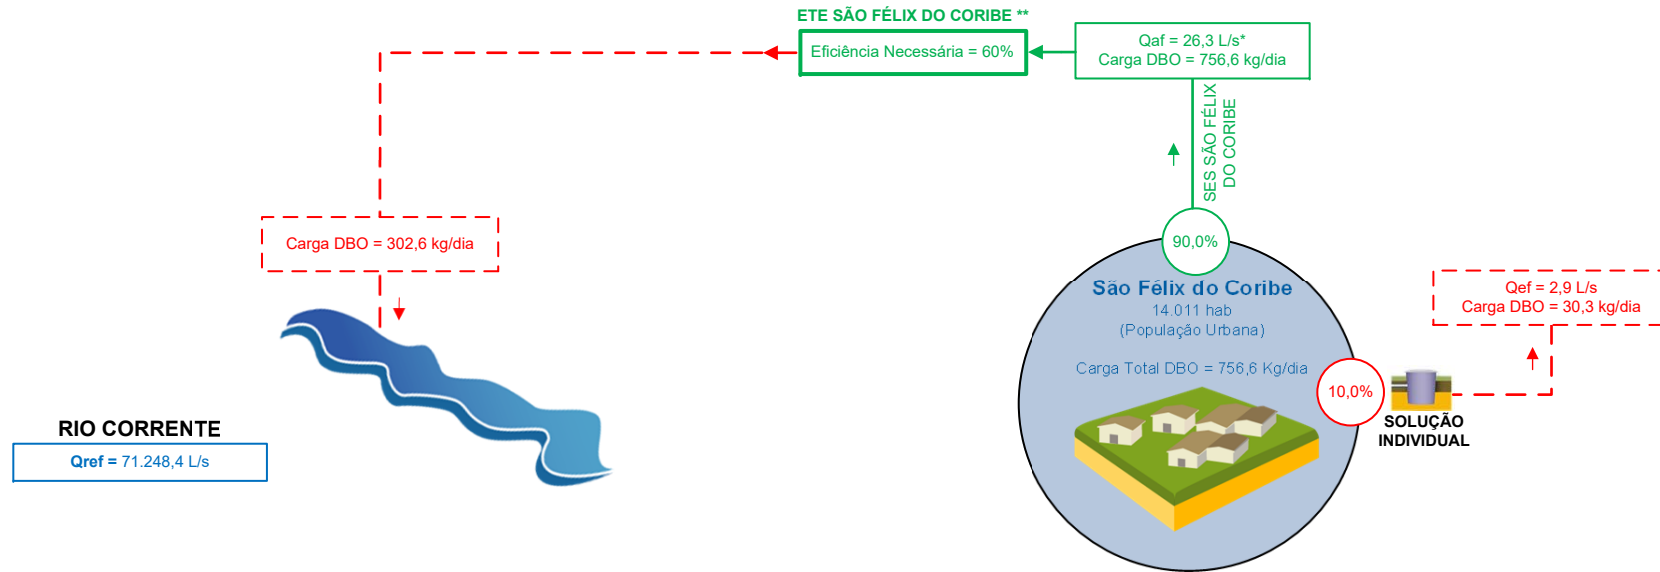 ETE SÃO FÉLIX DO CORIBE **
Eficiência Necessária = 60%
Qaf = 26,3 L/s*
Carga DBO = 756,6 kg/dia
SES SÃO FÉLIX
DO CORIBE
Carga DBO = 302,6 kg/dia
90,0%
São Félix do Coribe
14.011 hab
(População Urbana)
Carga Total DBO = 756,6 Kg/dia
10,0%
SOLUÇÃO
INDIVIDUAL
Qef = 2,9 L/s
Carga DBO = 30,3 kg/dia
RIO CORRENTE
Qref = 71.248,4 L/s